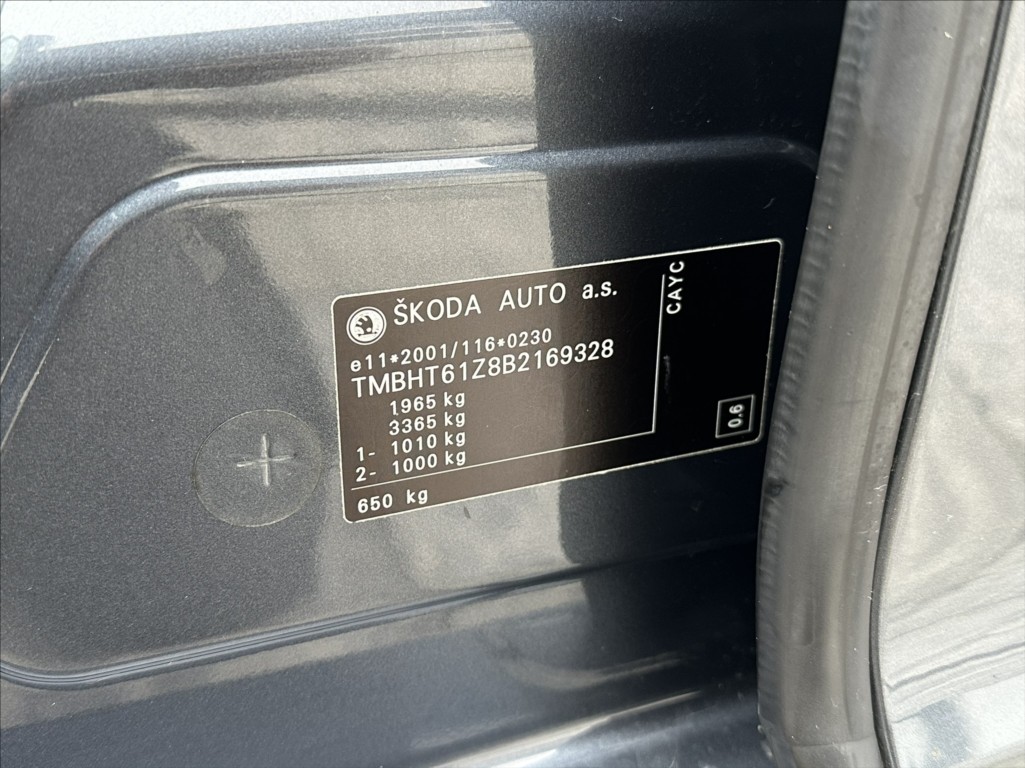 ŠKODA AUTO a.s.
e11*2001/116*0230
TMBHT61Z8B2169328
1965 kg
3365 kg
1- 1010 kg
2- 1000 kg
650 kg
CAYC
0.6